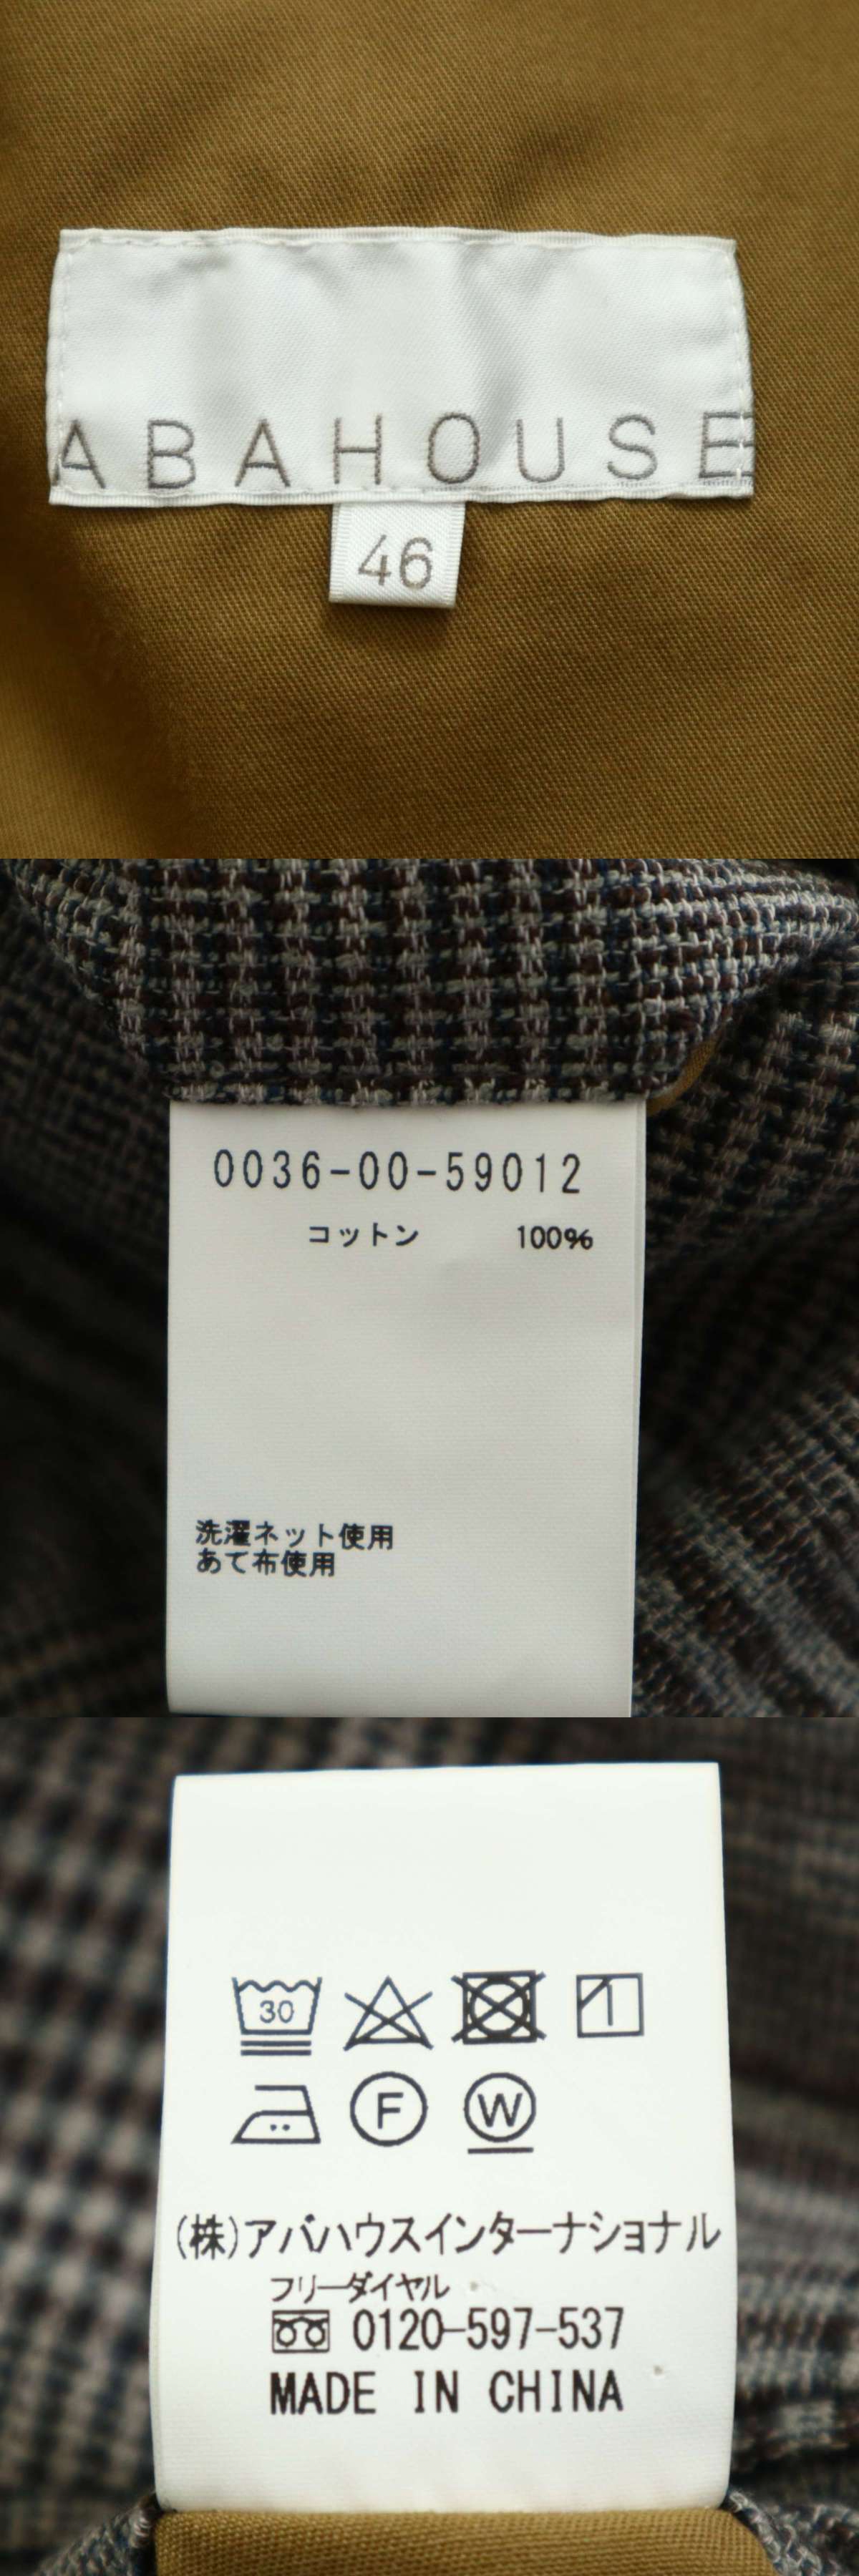 ABAHOUSE
46
0036-00-59012
コットン 100%
洗濯ネット使用
あて布使用
30
F W
(株)アバハウスインターナショナル
フリーダイヤル
0120-597-537
MADE IN CHINA